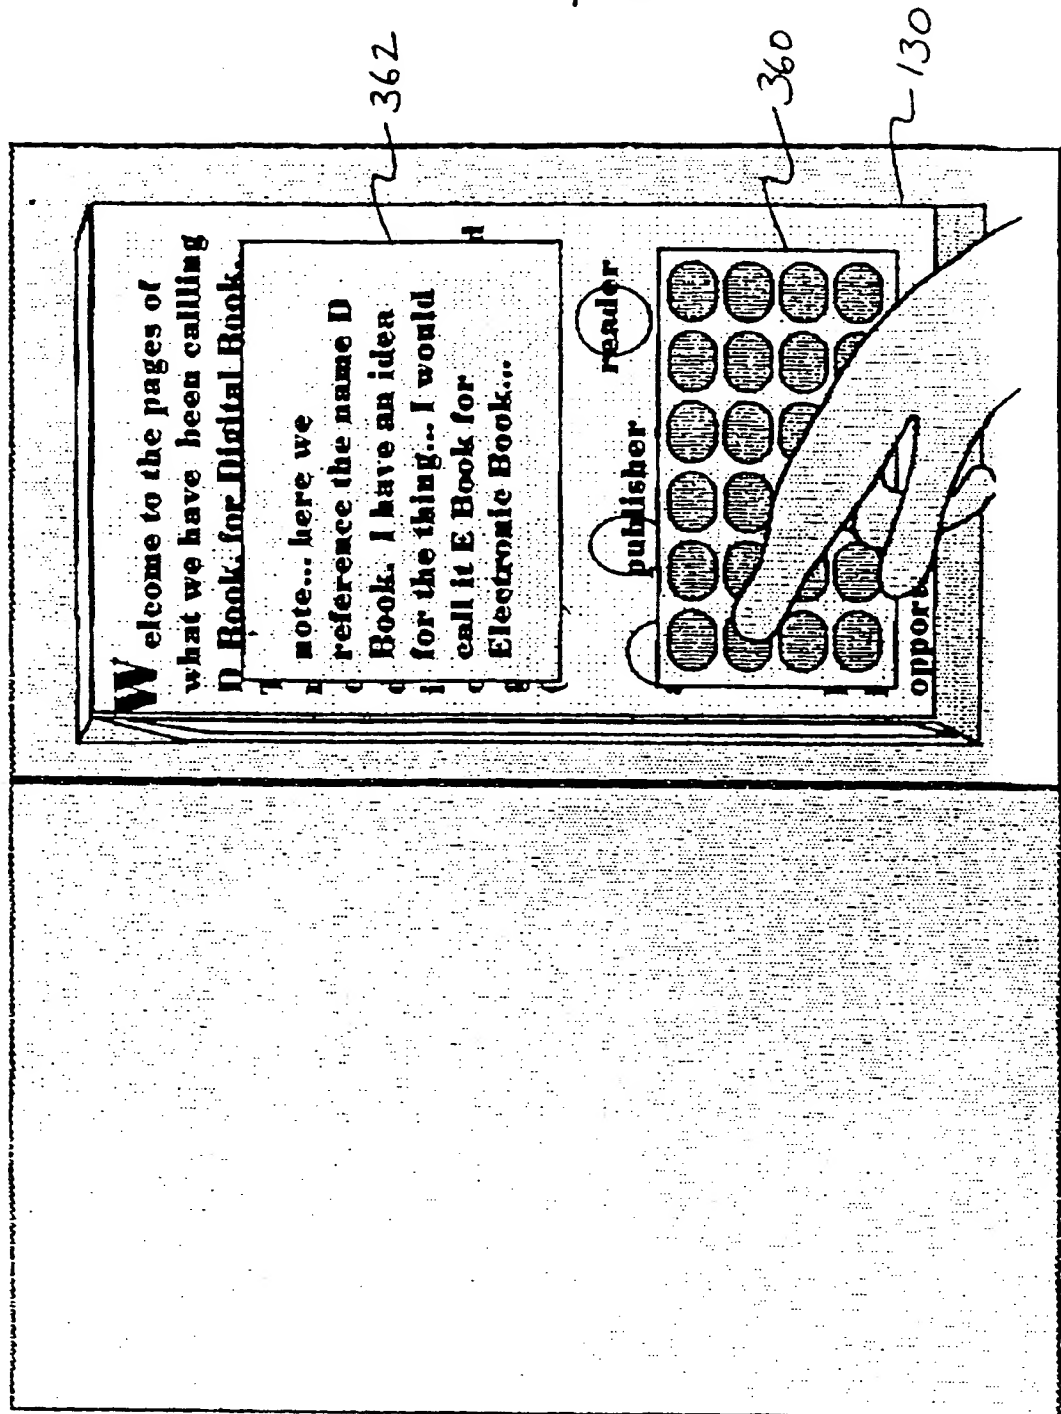 Welcome to the pages of
what we have been callling
D Book for Digital Book.
note... here we
reference the name D
Book. I have an idea
for the thing... I would
call it E Book for
Electronic Book...
publisher
reader
opport
362
360
130